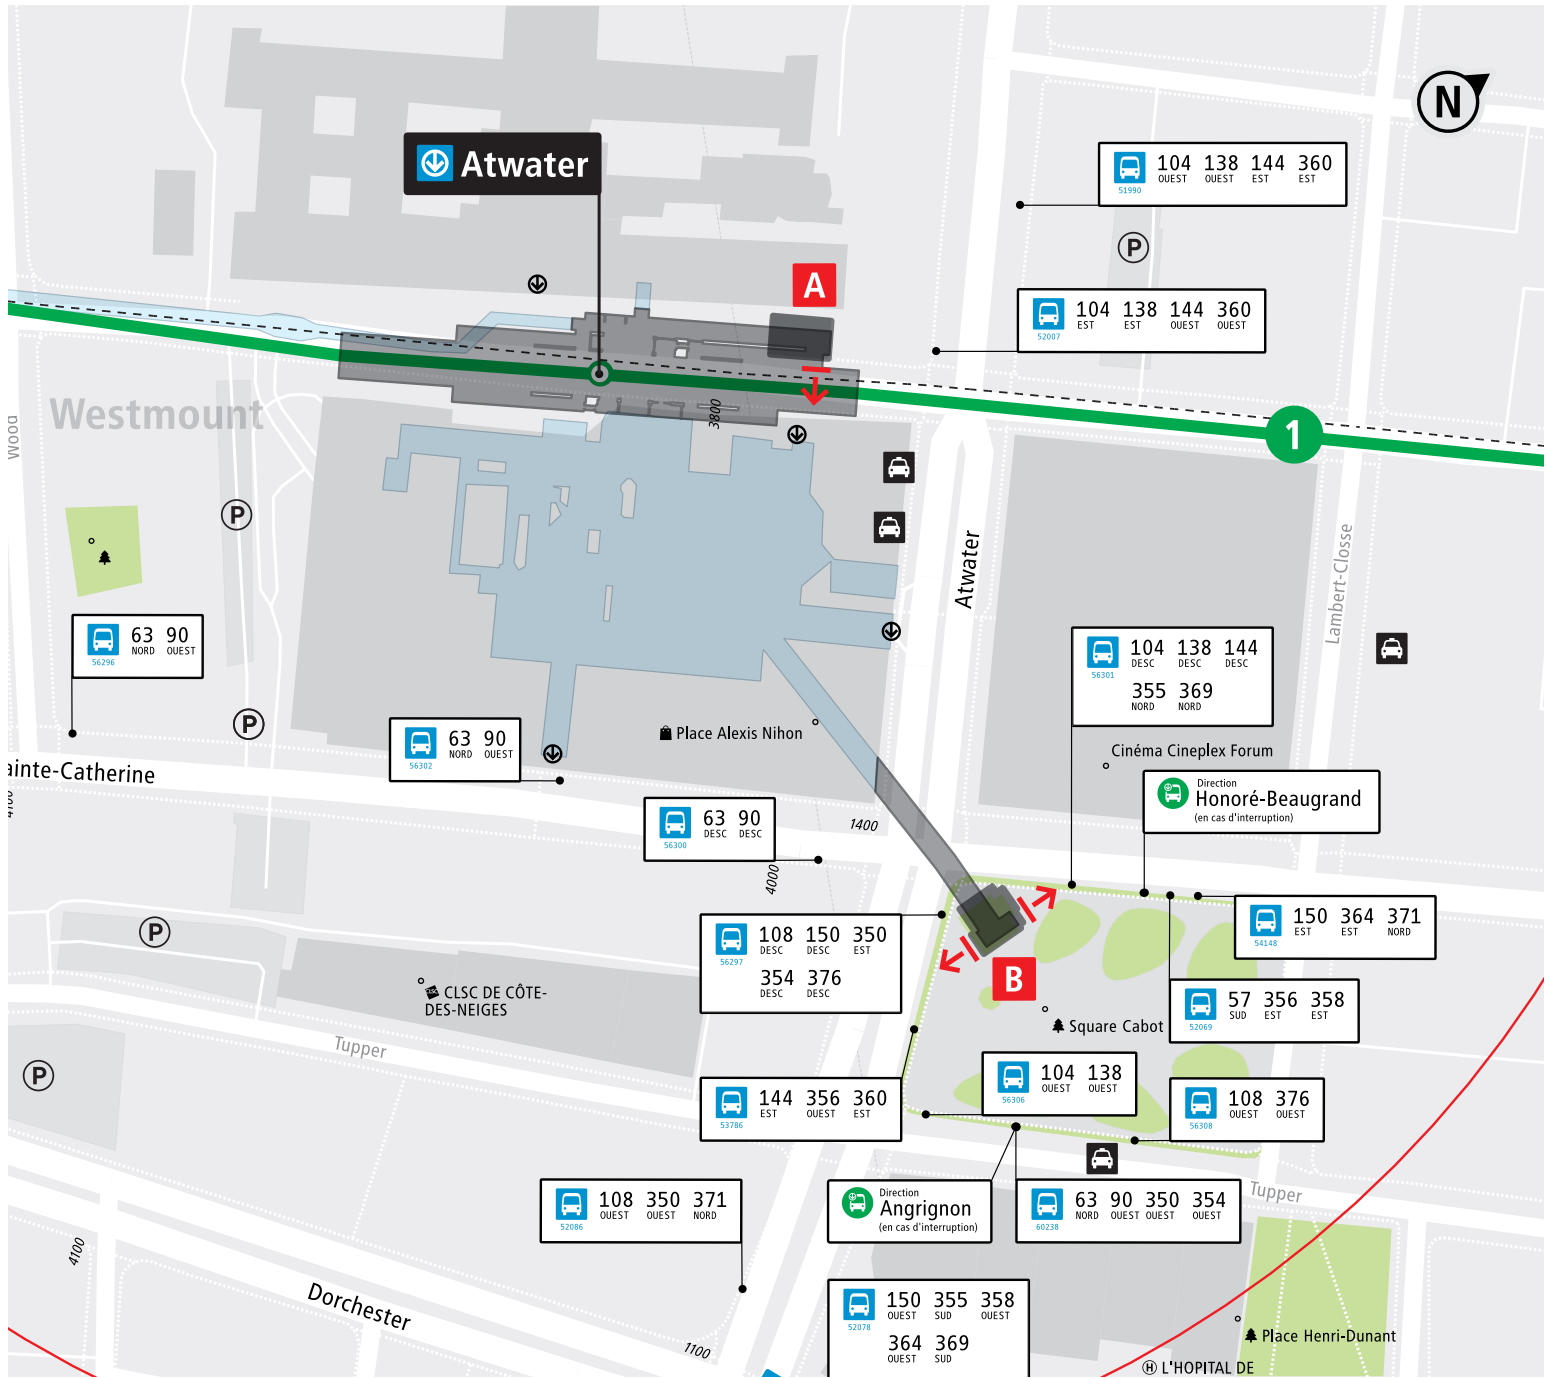 N
Atwater
104 138 144 360
OUEST OUEST EST EST
51990
P
A
104 138 144 360
EST EST OUEST OUEST
52007
Westmount
Wood
3800
1
P
Atwater
Lambert-Closse
63 90
NORD OUEST
56296
104 138 144
DESC DESC DESC
56301
355 369
NORD NORD
P
63 90
NORD OUEST
56302
Place Alexis Nihon
Cinéma Cineplex Forum
ainte-Catherine
4100
Direction
Honoré-Beaugrand
(en cas d'interruption)
63 90
DESC DESC
56300
1400
4000
P
108 150 350
DESC DESC EST
56297
354 376
DESC DESC
150 364 371
EST EST NORD
54148
B
CLSC DE CÔTE-
DES-NEIGES
57 356 358
SUD EST EST
52069
Square Cabot
Tupper
P
104 138
OUEST OUEST
56306
144 356 360
EST OUEST EST
53786
108 376
OUEST OUEST
56308
108 350 371
OUEST OUEST NORD
52086
Direction
Angrignon
(en cas d'interruption)
63 90 350 354
NORD OUEST OUEST OUEST
60238
Tupper
4100
Dorchester
150 355 358
OUEST SUD OUEST
52078
364 369
OUEST SUD
1100
Place Henri-Dunant
H L'HOPITAL DE